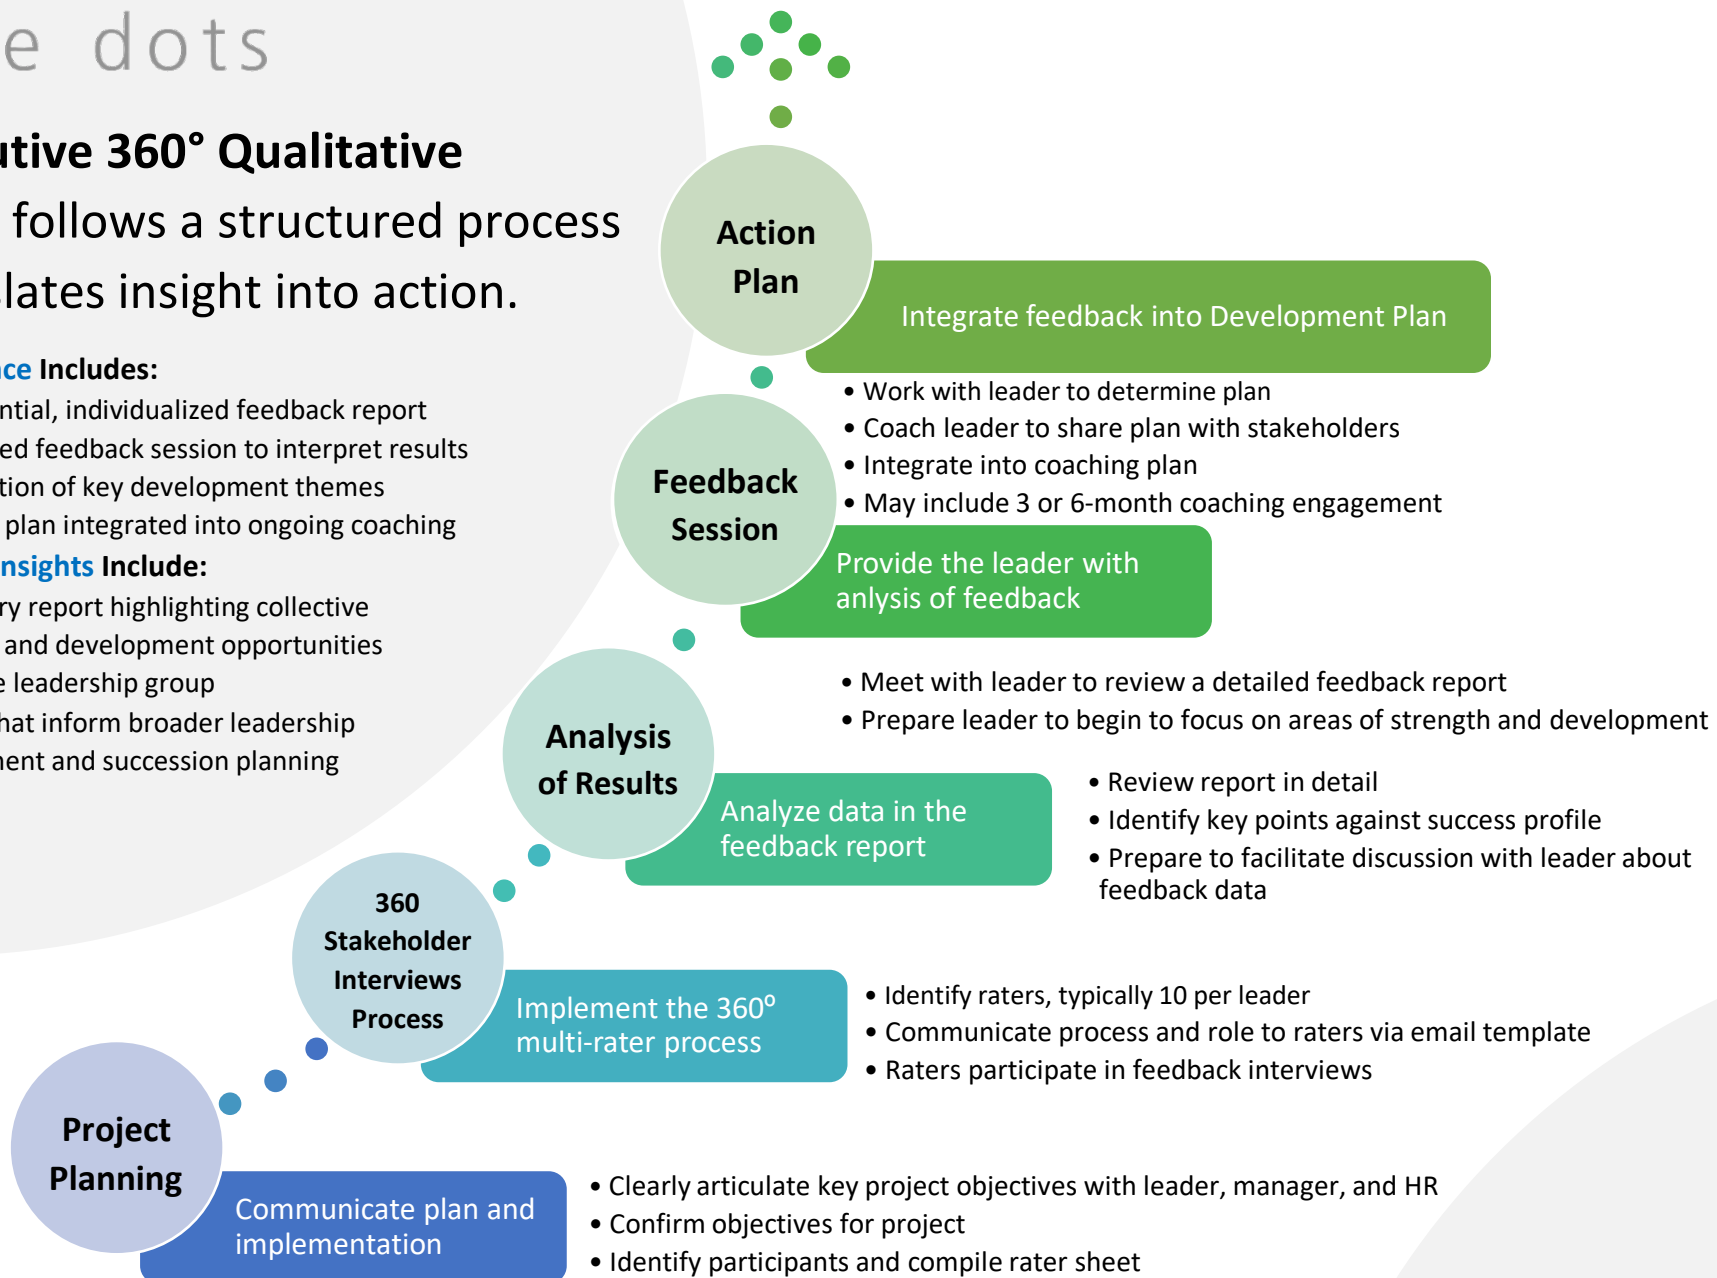 e dots
utive 360° Qualitative
follows a structured process
slates insight into action.
nce Includes:
ntial, individualized feedback report
ed feedback session to interpret results
tion of key development themes
plan integrated into ongoing coaching
Insights Include:
ry report highlighting collective
and development opportunities
e leadership group
hat inform broader leadership
ment and succession planning
Action
Plan
Integrate feedback into Development Plan
• Work with leader to determine plan
• Coach leader to share plan with stakeholders
• Integrate into coaching plan
• May include 3 or 6-month coaching engagement
Feedback
Session
Provide the leader with
anlysis of feedback
• Meet with leader to review a detailed feedback report
• Prepare leader to begin to focus on areas of strength and development
Analysis
of Results
Analyze data in the
feedback report
• Review report in detail
• Identify key points against success profile
• Prepare to facilitate discussion with leader about
feedback data
360
Stakeholder
Interviews
Process
Implement the 360º
multi-rater process
• Identify raters, typically 10 per leader
• Communicate process and role to raters via email template
• Raters participate in feedback interviews
Project
Planning
Communicate plan and
implementation
• Clearly articulate key project objectives with leader, manager, and HR
• Confirm objectives for project
• Identify participants and compile rater sheet